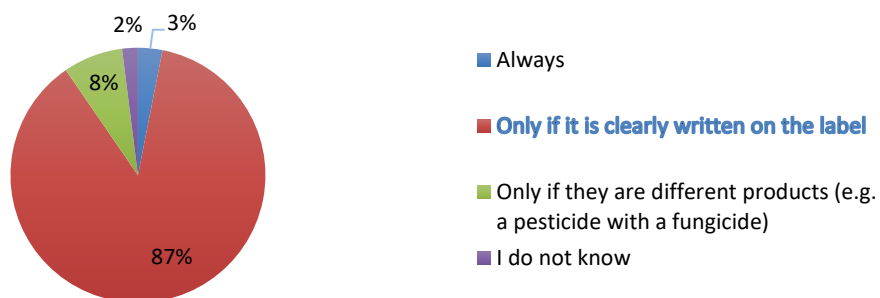 2%
3%
8%
87%
Always
Only if it is clearly written on the label
Only if they are different products (e.g.
a pesticide with a fungicide)
I do not know